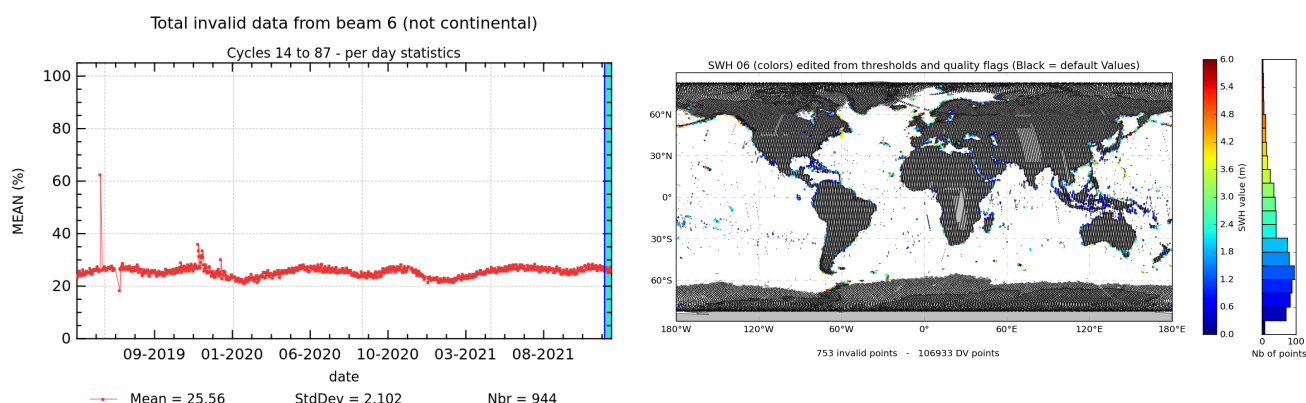 Total invalid data from beam 6 (not continental)
Cycles 14 to 87 - per day statistics
MEAN (%)
100
80
60
40
20
0
09-2019 01-2020 06-2020 10-2020 03-2021 08-2021
date
Mean = 25.56 StdDev = 2.102 Nbr = 944
SWH 06 (colors) edited from thresholds and quality flags (Black = default Values)
60°N
30°N
0°
30°S
60°S
180°W 120°W 60°W 0° 60°E 120°E 180°E
753 invalid points - 106933 DV points
6.0
5.4
4.8
4.2
3.6
3.0
2.4
1.8
1.2
0.6
0.0
SWH value (m)
0 100
Nb of points